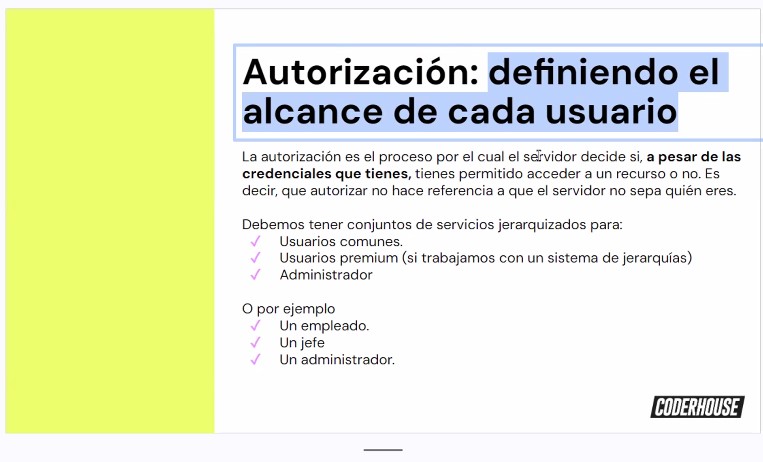 Autorización: definiendo el
alcance de cada usuario
La autorización es el proceso por el cual el servidor decide si, a pesar de las
credenciales que tienes, tienes permitido acceder a un recurso o no. Es
decir, que autorizar no hace referencia a que el servidor no sepa quién eres.
Debemos tener conjuntos de servicios jerarquizados para:
✓ Usuarios comunes.
✓ Usuarios premium (si trabajamos con un sistema de jerarquías)
✓ Administrador
O por ejemplo
✓ Un empleado.
✓ Un jefe
✓ Un administrador.
CODERHOUSE